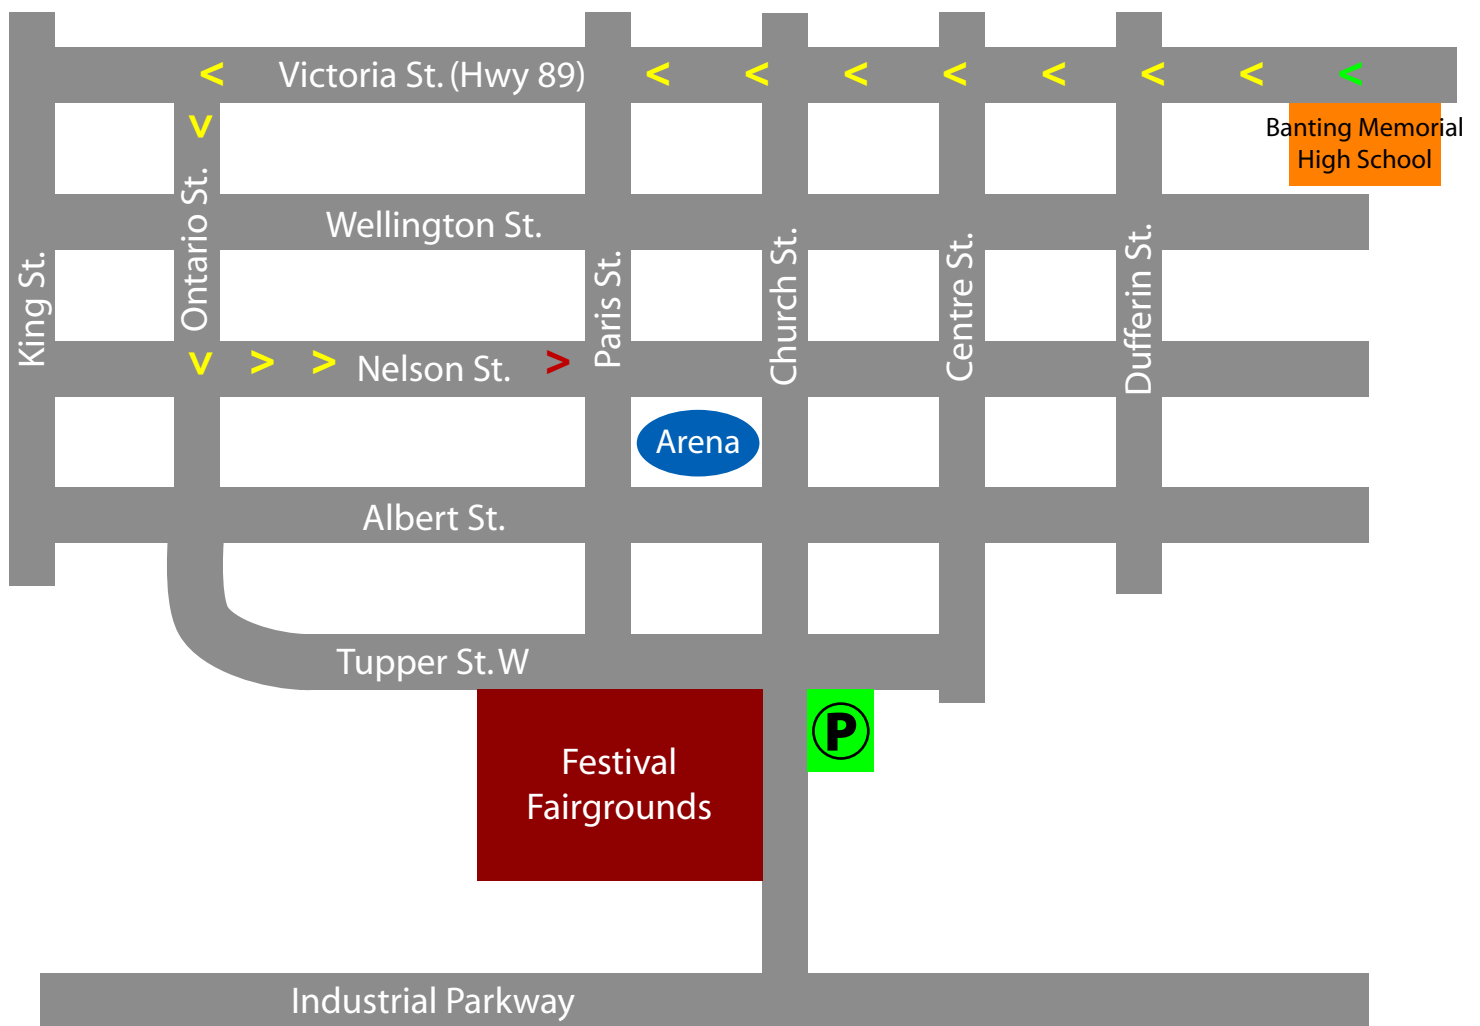 Victoria St. (Hwy 89)
Banting Memorial
High School
Wellington St.
King St.
Ontario St.
Paris St.
Church St.
Centre St.
Dufferin St.
Nelson St.
Arena
Albert St.
Tupper St. W
P
Festival
Fairgrounds
Industrial Parkway